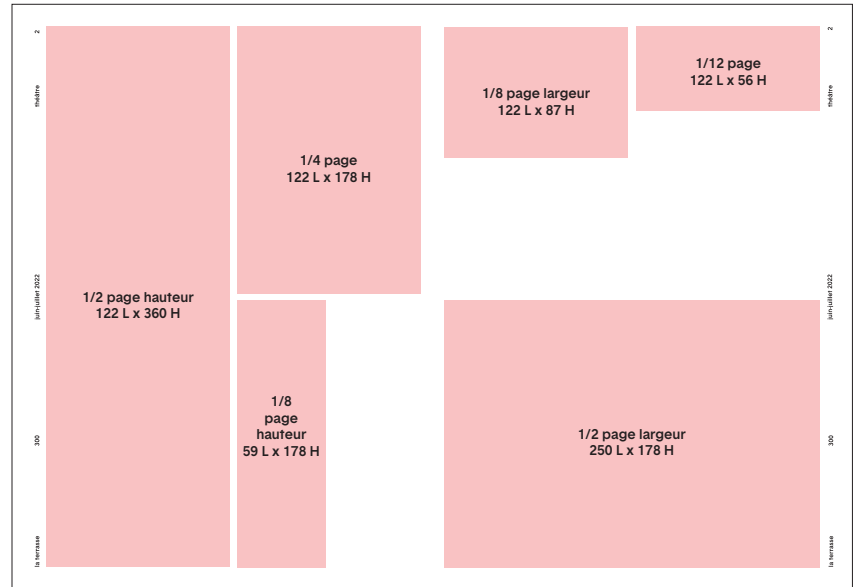 2
théâtre
juin-juillet 2022
300
la terrasse
1/2 page hauteur
122 L x 360 H
1/4 page
122 L x 178 H
1/8
page
hauteur
59 L x 178 H
1/8 page largeur
122 L x 87 H
1/12 page
122 L x 56 H
1/2 page largeur
250 L x 178 H
2
théâtre
juin-juillet 2022
300
la terrasse